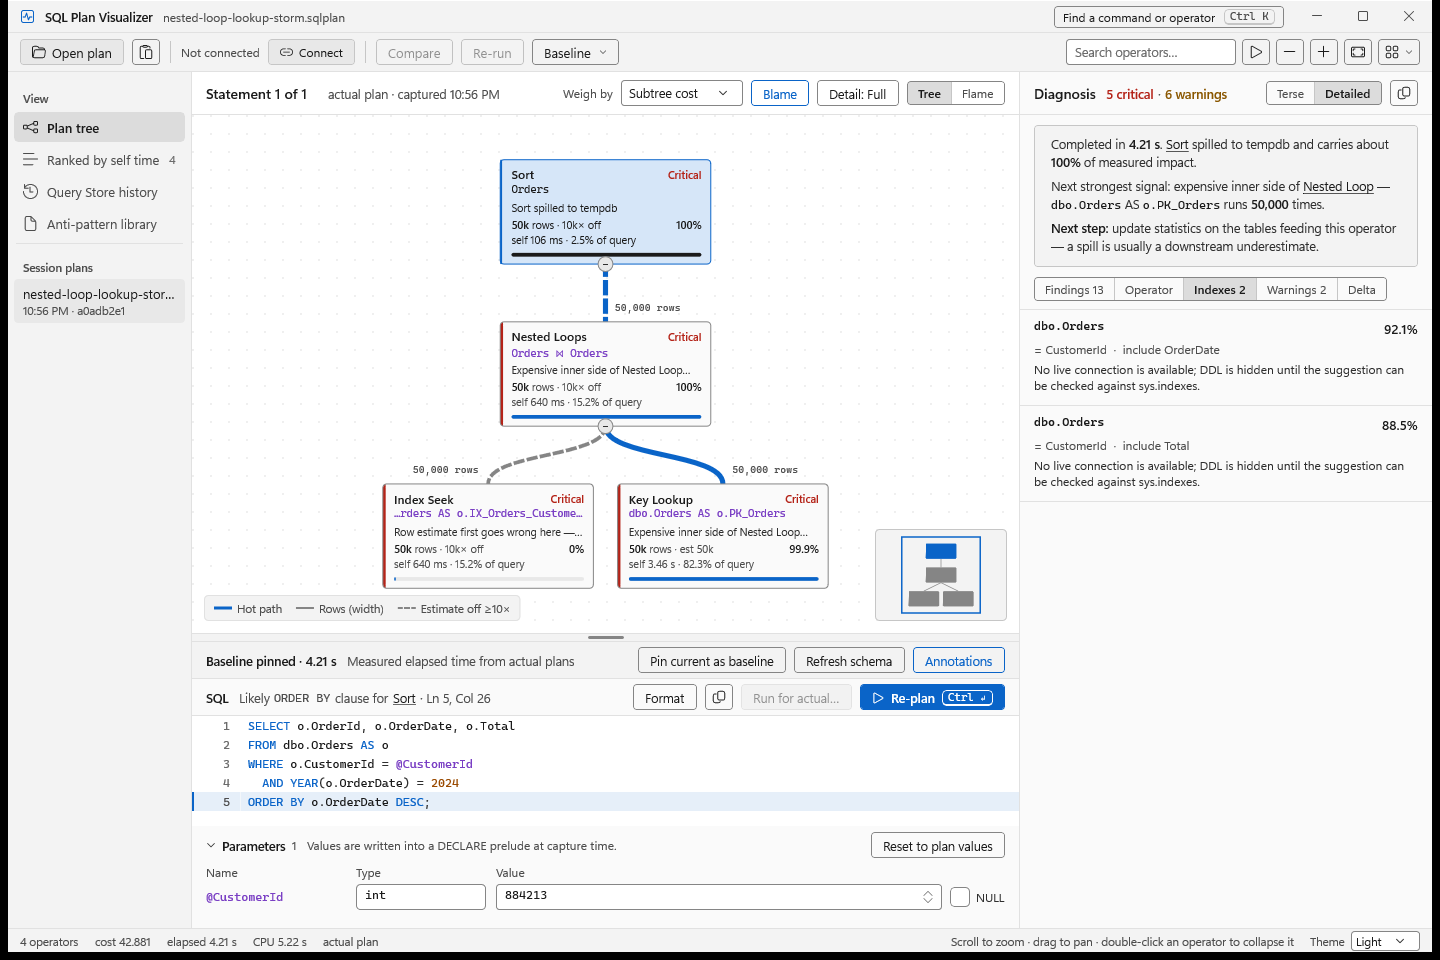 SQL Plan Visualizer nested-loop-lookup-storm.sqlplan
Find a command or operator Ctrl K
Open plan
Not connected
Connect
Compare
Re-run
Baseline
Search operators...
View
Plan tree
Ranked by self time 4
Query Store history
Anti-pattern library
Session plans
nested-loop-lookup-stor...
10:56 PM · a0adb2e1
Statement 1 of 1 actual plan · captured 10:56 PM
Weigh by Subtree cost
Blame
Detail: Full
Tree Flame
Sort Critical
Orders
Sort spilled to tempdb
50k rows · 10k× off 100%
self 106 ms · 2.5% of query
50,000 rows
Nested Loops Critical
Orders ⋈ Orders
Expensive inner side of Nested Loop...
50k rows · 10k× off 100%
self 640 ms · 15.2% of query
50,000 rows
50,000 rows
Index Seek Critical
…rders AS o.IX_Orders_Custome…
Row estimate first goes wrong here —...
50k rows · 10k× off 0%
self 640 ms · 15.2% of query
Key Lookup Critical
dbo.Orders AS o.PK_Orders
Expensive inner side of Nested Loop...
50k rows · est 50k 99.9%
self 3.46 s · 82.3% of query
Hot path Rows (width) Estimate off ≥10×
Baseline pinned · 4.21 s Measured elapsed time from actual plans
Pin current as baseline
Refresh schema
Annotations
SQL Likely ORDER BY clause for Sort · Ln 5, Col 26
Format
Run for actual...
Re-plan Ctrl ↲
1 SELECT o.OrderId, o.OrderDate, o.Total
2 FROM dbo.Orders AS o
3 WHERE o.CustomerId = @CustomerId
4 AND YEAR(o.OrderDate) = 2024
5 ORDER BY o.OrderDate DESC;
Parameters 1 Values are written into a DECLARE prelude at capture time.
Reset to plan values
Name Type Value
@CustomerId int 884213 NULL
Diagnosis 5 critical · 6 warnings
Terse Detailed
Completed in 4.21 s. Sort spilled to tempdb and carries about
100% of measured impact.
Next strongest signal: expensive inner side of Nested Loop —
dbo.Orders AS o.PK_Orders runs 50,000 times.
Next step: update statistics on the tables feeding this operator
— a spill is usually a downstream underestimate.
Findings 13 Operator Indexes 2 Warnings 2 Delta
dbo.Orders 92.1%
= CustomerId · include OrderDate
No live connection is available; DDL is hidden until the suggestion can
be checked against sys.indexes.
dbo.Orders 88.5%
= CustomerId · include Total
No live connection is available; DDL is hidden until the suggestion can
be checked against sys.indexes.
4 operators cost 42.881 elapsed 4.21 s CPU 5.22 s actual plan
Scroll to zoom · drag to pan · double-click an operator to collapse it
Theme Light